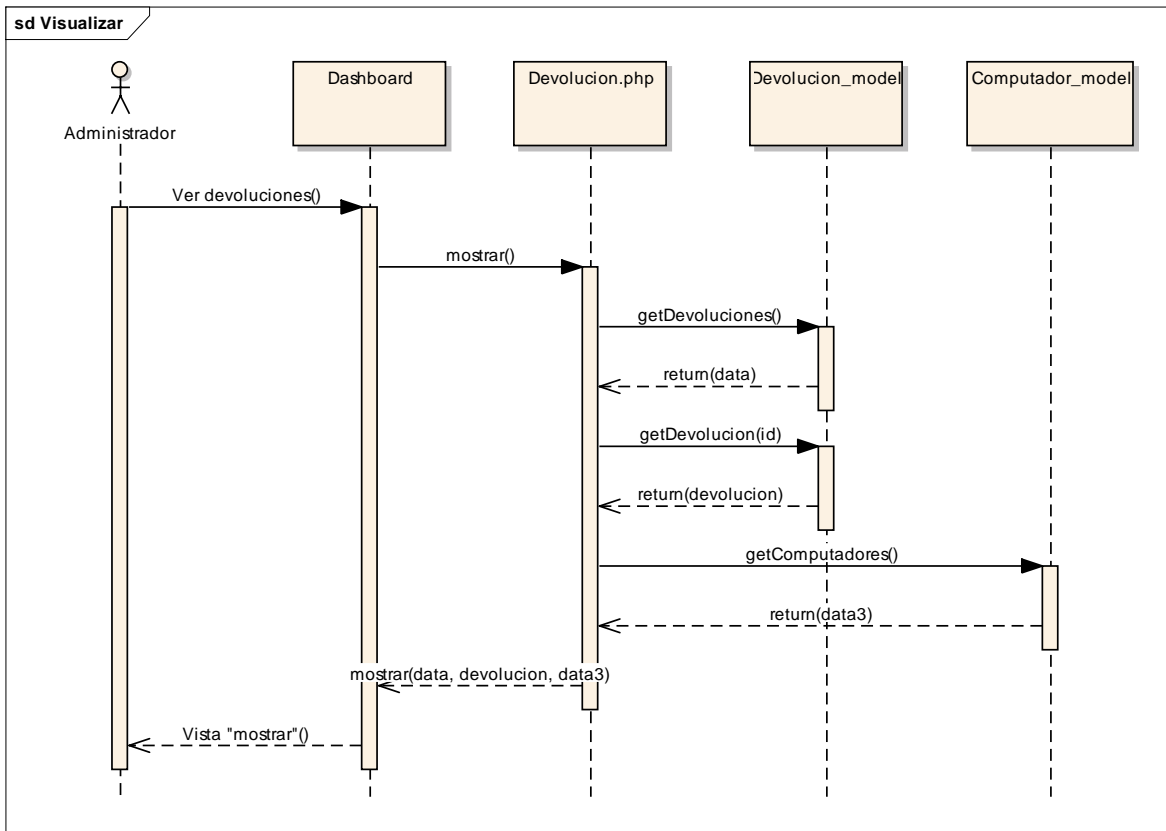 sd Visualizar
Administrador
Dashboard
Devolucion.php
Devolucion_model
Computador_model
Ver devoluciones()
mostrar()
getDevoluciones()
return(data)
getDevolucion(id)
return(devolucion)
getComputadores()
return(data3)
mostrar(data, devolucion, data3)
Vista "mostrar"()